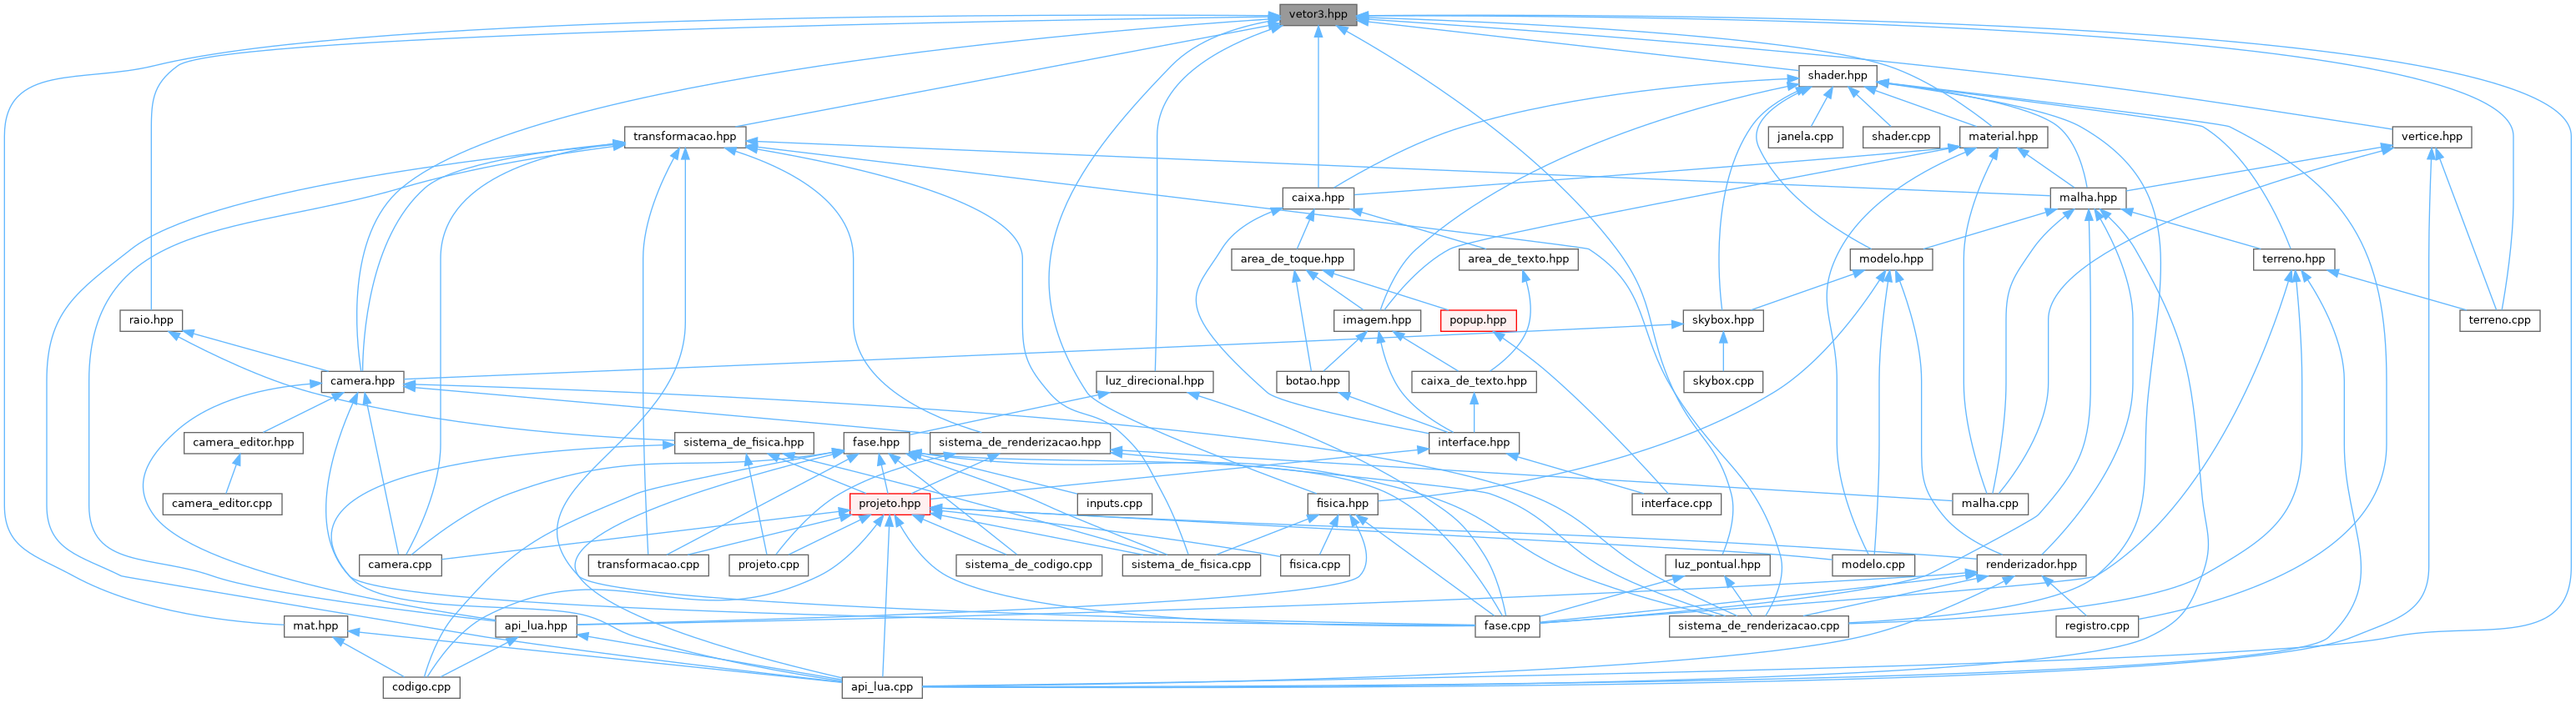 vetor3.hpp
shader.hpp
transformacao.hpp
janela.cpp
shader.cpp
material.hpp
vertice.hpp
caixa.hpp
malha.hpp
area_de_toque.hpp
area_de_texto.hpp
modelo.hpp
terreno.hpp
raio.hpp
imagem.hpp
popup.hpp
skybox.hpp
terreno.cpp
camera.hpp
luz_direcional.hpp
botao.hpp
caixa_de_texto.hpp
skybox.cpp
camera_editor.hpp
sistema_de_fisica.hpp
fase.hpp
sistema_de_renderizacao.hpp
interface.hpp
camera_editor.cpp
projeto.hpp
inputs.cpp
fisica.hpp
interface.cpp
malha.cpp
camera.cpp
transformacao.cpp
projeto.cpp
sistema_de_codigo.cpp
sistema_de_fisica.cpp
fisica.cpp
luz_pontual.hpp
modelo.cpp
renderizador.hpp
mat.hpp
api_lua.hpp
fase.cpp
sistema_de_renderizacao.cpp
registro.cpp
codigo.cpp
api_lua.cpp